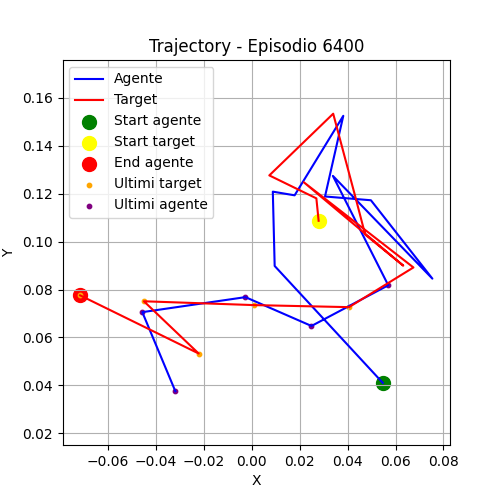 Trajectory - Episodio 6400
Agente
Target
Start agente
Start target
End agente
Ultimi target
Ultimi agente
0.16
0.14
0.12
0.10
0.08
0.06
0.04
0.02
Y
−0.06 −0.04 −0.02 0.00 0.02 0.04 0.06 0.08
X